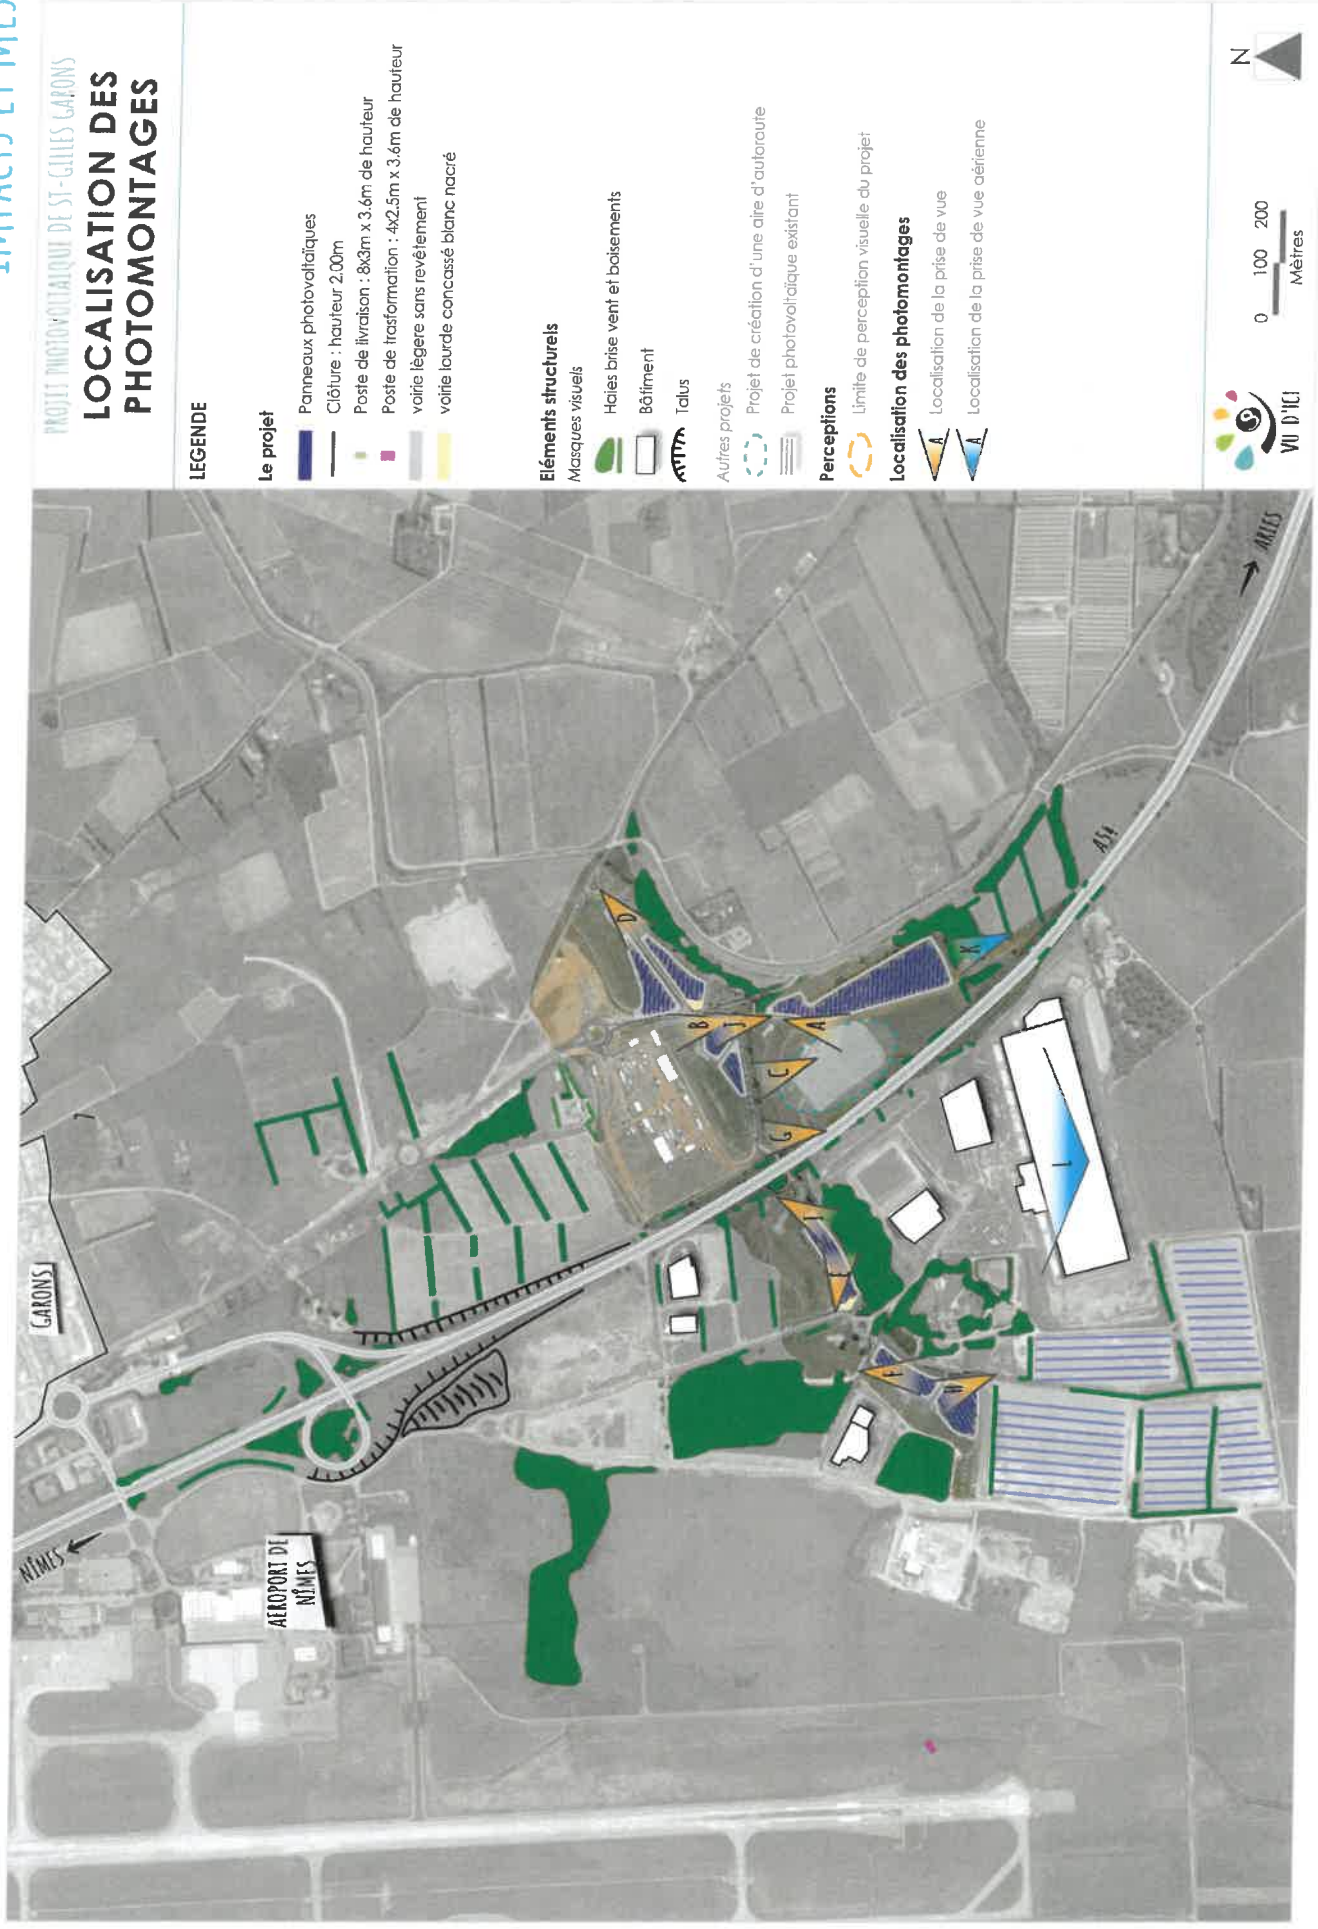 PROJET PHOTOVOLTAIQUE DE ST-GILLES GARONS
LOCALISATION DES
PHOTOMONTAGES
LEGENDE
Le projet
Panneaux photovoltaïques
Clôture : hauteur 2.00m
Poste de livraison : 8x3m x 3.6m de hauteur
Poste de trasformation : 4x2.5m x 3.6m de hauteur
voirie légere sans revêtement
voirie lourde concassé blanc nacré
Eléments structurels
Masques visuels
Haies brise vent et boisements
Bâtiment
Talus
Autres projets
Projet de création d'une aire d'autoroute
Projet photovoltaïque existant
Perceptions
Limite de perception visuelle du projet
Localisation des photomontages
A
Localisation de la prise de vue
A
Localisation de la prise de vue aérienne
VU D'ICI
0 100 200
Mètres
N
NÎMES
GARONS
AEROPORT DE
NÎMES
ARLES
A54
D
B
J
A
C
G
K
I
E
F
H
L